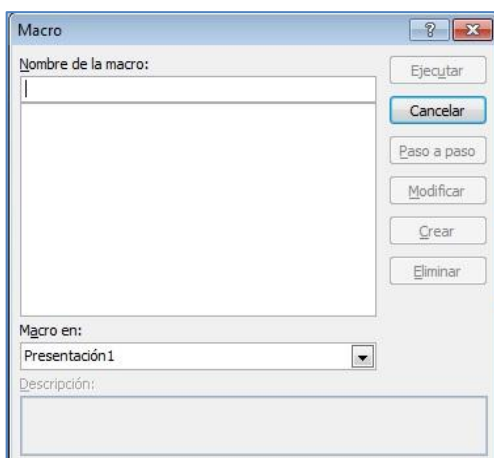 Macro
Nombre de la macro:
Ejecutar
Cancelar
Paso a paso
Modificar
Crear
Eliminar
Macro en:
Presentación1
Descripción: